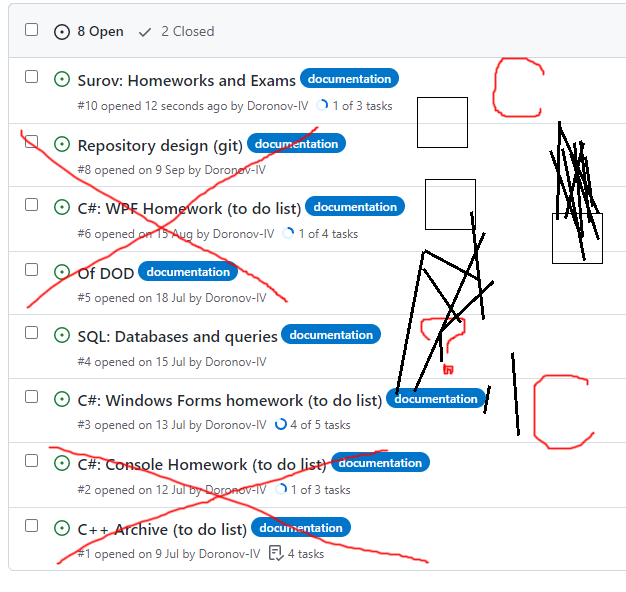 8 Open 2 Closed
Surov: Homeworks and Exams documentation
#10 opened 12 seconds ago by Doronov-IV 1 of 3 tasks
Repository design (git) documentation
#8 opened on 9 Sep by Doronov-IV
C#: WPF Homework (to do list) documentation
#6 opened on 15 Aug by Doronov-IV 1 of 4 tasks
Of DOD documentation
#5 opened on 18 Jul by Doronov-IV
SQL: Databases and queries documentation
#4 opened on 15 Jul by Doronov-IV
C#: Windows Forms homework (to do list) documentation
#3 opened on 13 Jul by Doronov-IV 4 of 5 tasks
C#: Console Homework (to do list) documentation
#2 opened on 12 Jul by Doronov-IV 1 of 3 tasks
C++ Archive (to do list) documentation
#1 opened on 9 Jul by Doronov-IV 4 tasks